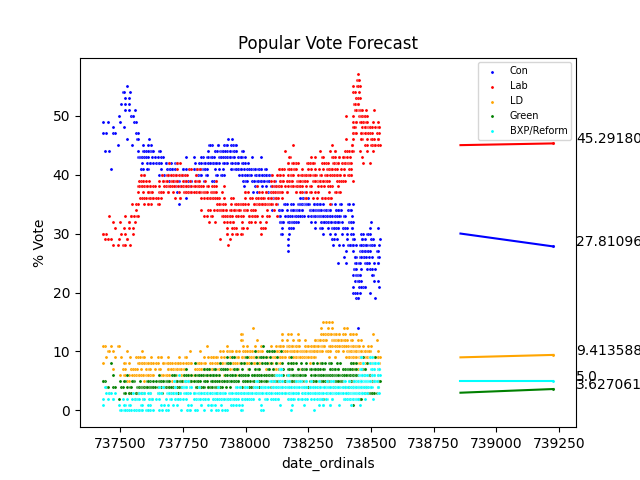 Popular Vote Forecast
Con
Lab
LD
Green
BXP/Reform
% Vote
50
40
30
20
10
0
45.29180
27.81096
9.413588
5.0
3.627061
737500 737750 738000 738250 738500 738750 739000 739250
date_ordinals